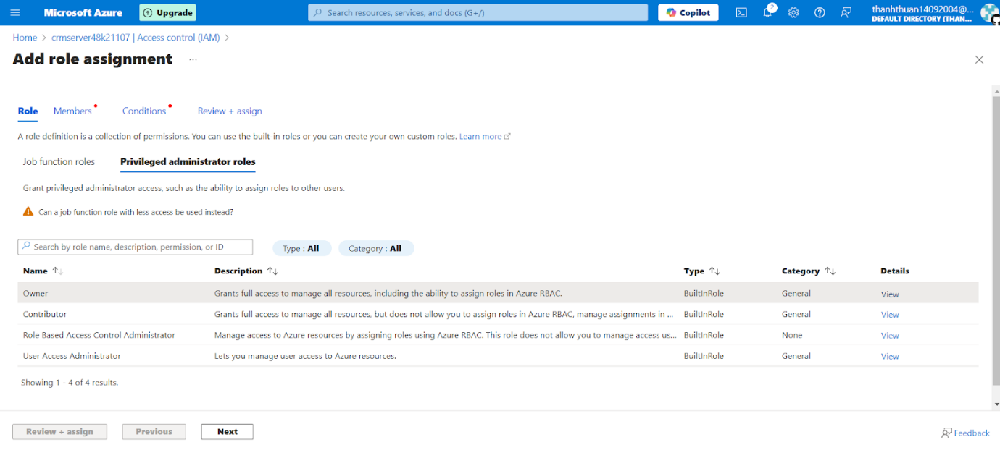 Microsoft Azure
Upgrade
Search resources, services, and docs (G+/)
Copilot
2
thanhthuan14092004@...
DEFAULT DIRECTORY (THAN...
Home > crmserver48k21107 | Access control (IAM) >
Add role assignment ...
Role Members Conditions Review + assign
A role definition is a collection of permissions. You can use the built-in roles or you can create your own custom roles. Learn more
Job function roles Privileged administrator roles
Grant privileged administrator access, such as the ability to assign roles to other users.
Can a job function role with less access be used instead?
Search by role name, description, permission, or ID
Type : All
Category : All
Name Description Type Category Details
Owner Grants full access to manage all resources, including the ability to assign roles in Azure RBAC. BuiltInRole General View
Contributor Grants full access to manage all resources, but does not allow you to assign roles in Azure RBAC, manage assignments in ... BuiltInRole General View
Role Based Access Control Administrator Manage access to Azure resources by assigning roles using Azure RBAC. This role does not allow you to manage access us... BuiltInRole None View
User Access Administrator Lets you manage user access to Azure resources. BuiltInRole General View
Showing 1 - 4 of 4 results.
Review + assign Previous Next
Feedback